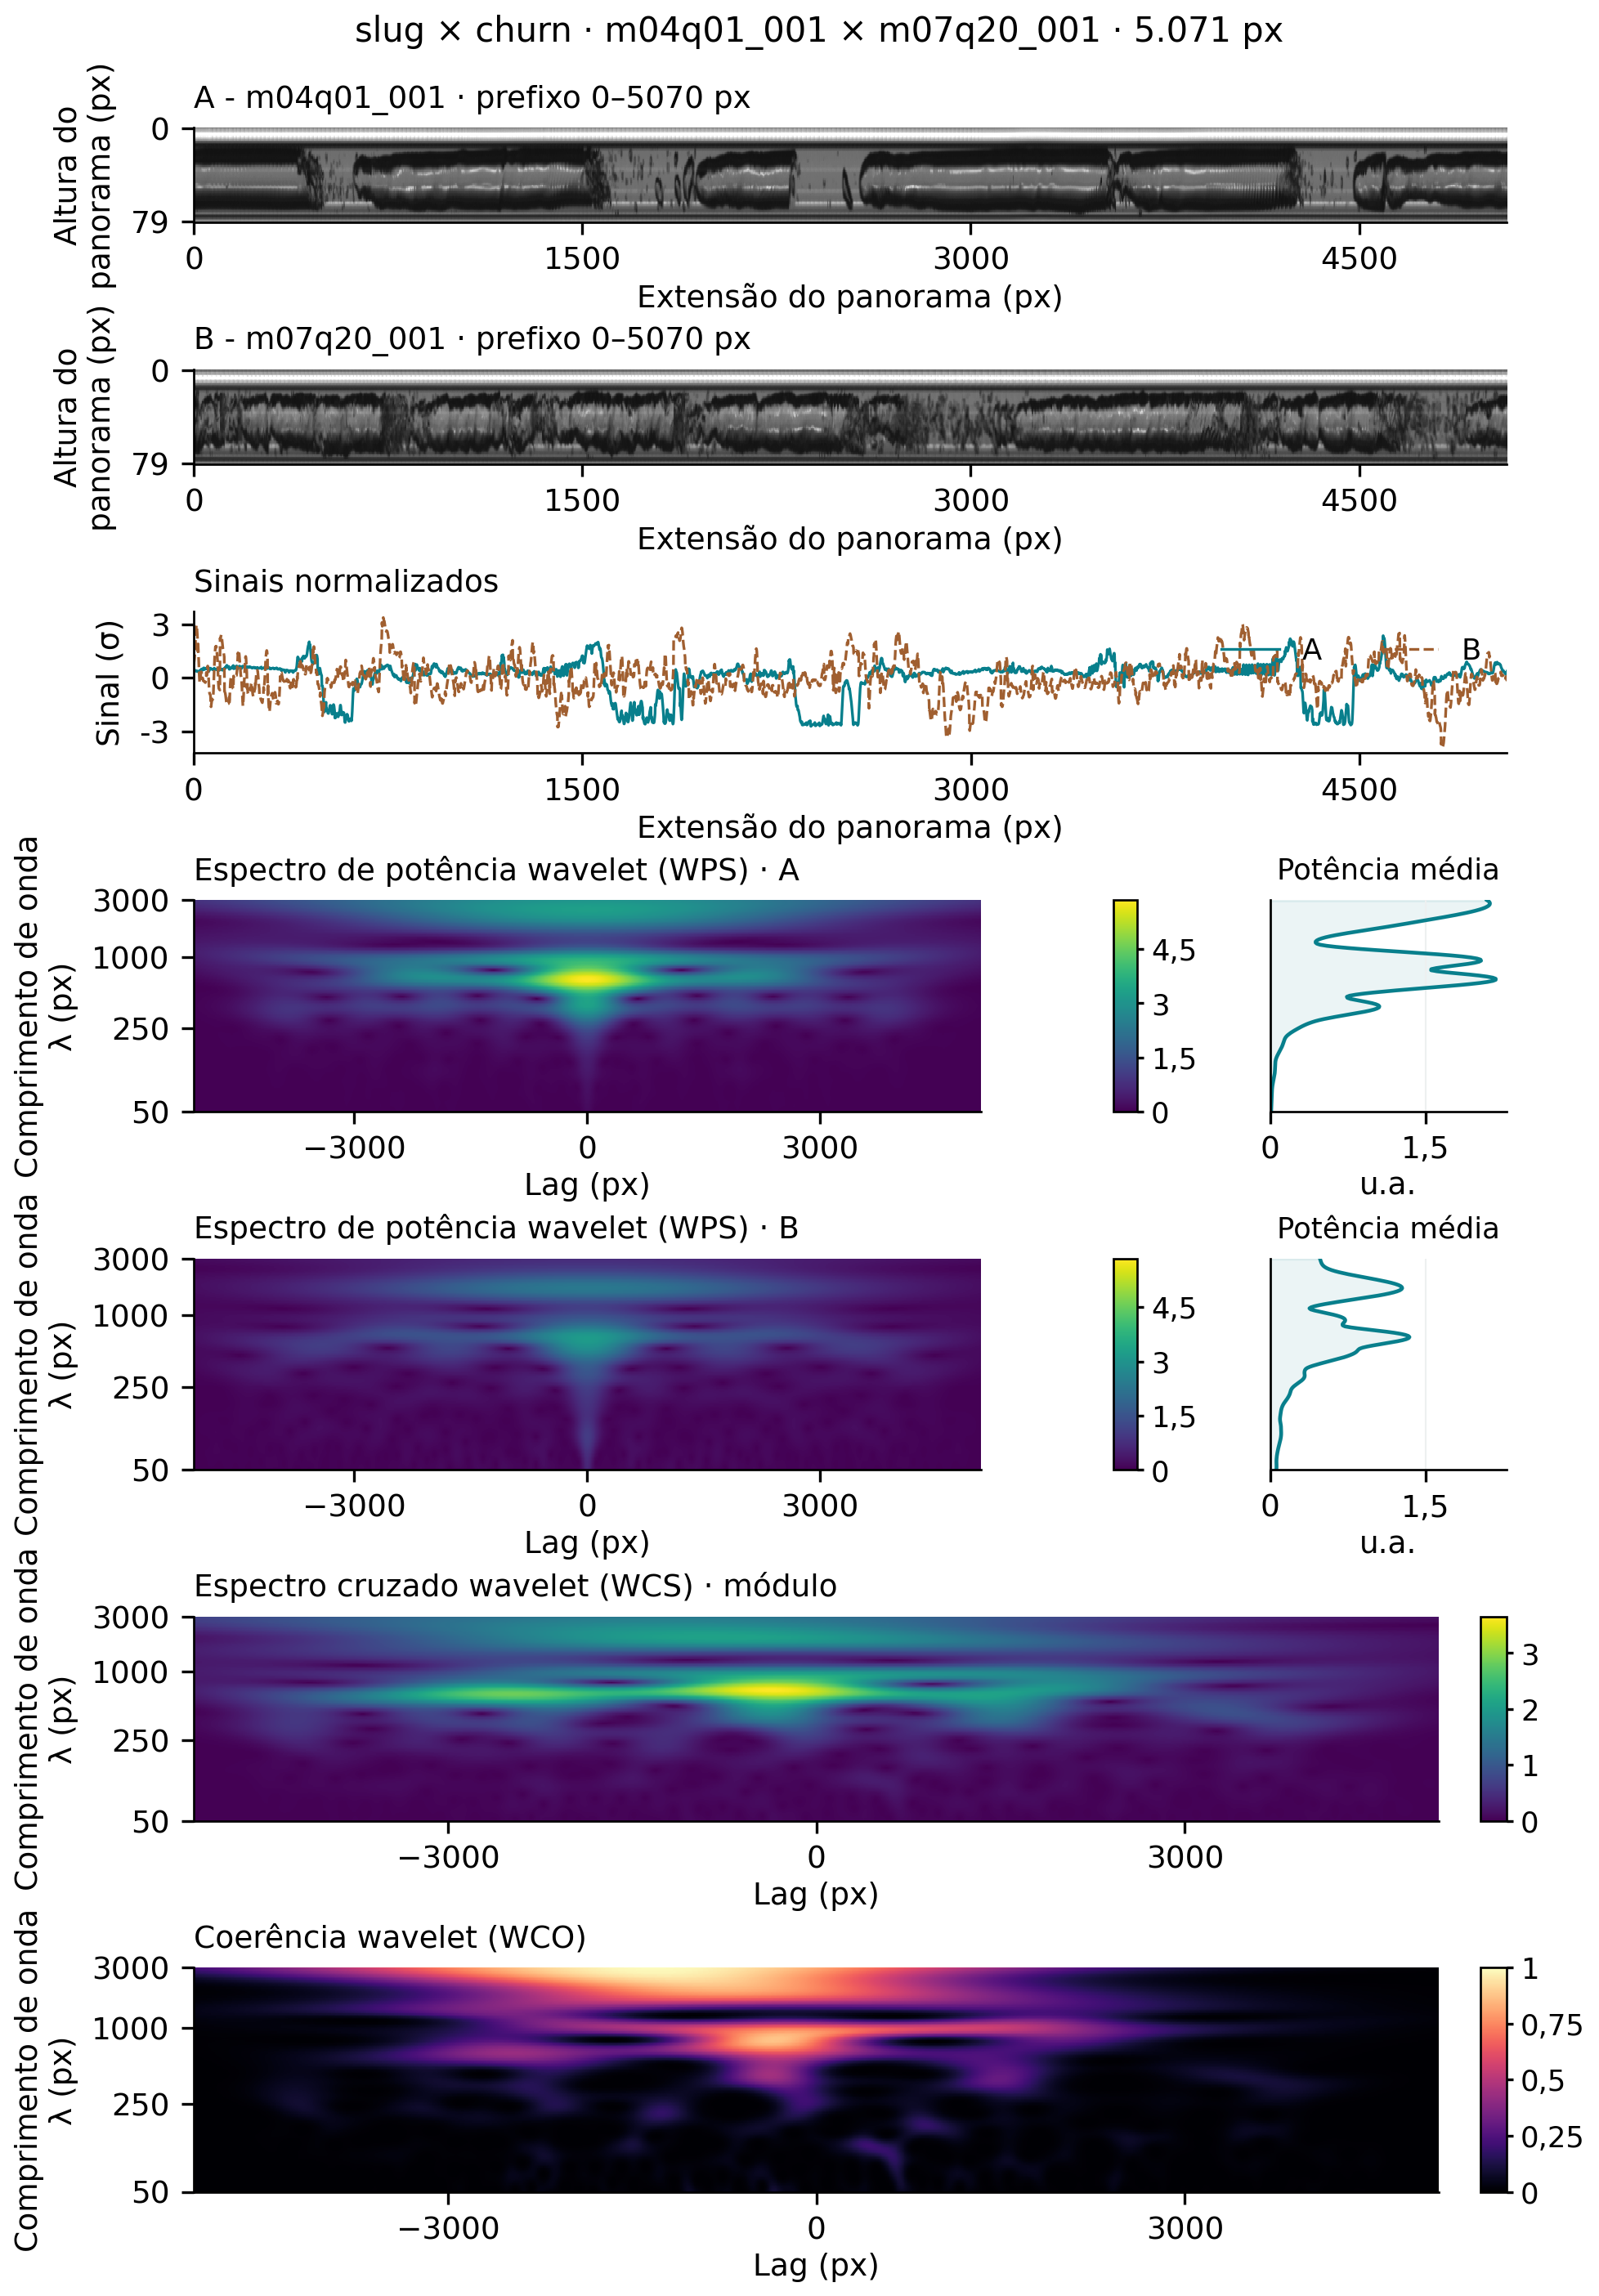 slug × churn · m04q01_001 × m07q20_001 · 5.071 px
A - m04q01_001 · prefixo 0–5070 px
Altura do
panorama (px)
0
79
0
1500
3000
4500
Extensão do panorama (px)
B - m07q20_001 · prefixo 0–5070 px
Altura do
panorama (px)
0
79
0
1500
3000
4500
Extensão do panorama (px)
Sinais normalizados
Sinal (σ)
3
0
-3
A
B
0
1500
3000
4500
Extensão do panorama (px)
Espectro de potência wavelet (WPS) · A
Comprimento de onda
λ (px)
3000
1000
250
50
−3000
0
3000
Lag (px)
4,5
3
1,5
0
Potência média
0
1,5
u.a.
Espectro de potência wavelet (WPS) · B
Comprimento de onda
λ (px)
3000
1000
250
50
−3000
0
3000
Lag (px)
4,5
3
1,5
0
Potência média
0
1,5
u.a.
Espectro cruzado wavelet (WCS) · módulo
Comprimento de onda
λ (px)
3000
1000
250
50
−3000
0
3000
Lag (px)
3
2
1
0
Coerência wavelet (WCO)
Comprimento de onda
λ (px)
3000
1000
250
50
−3000
0
3000
Lag (px)
1
0,75
0,5
0,25
0